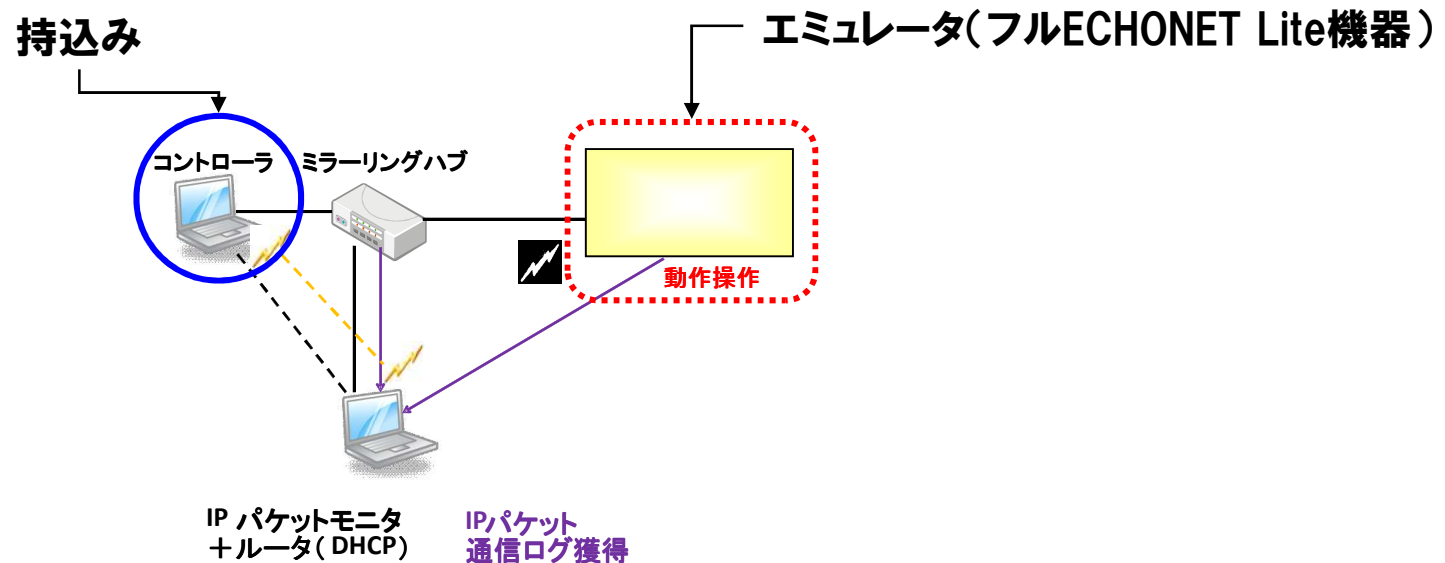 持込み
エミュレータ(フルECHONET Lite機器)
コントローラ
ミラーリングハブ
動作操作
IP パケットモニタ
+ルータ(DHCP)
IPパケット
通信ログ獲得